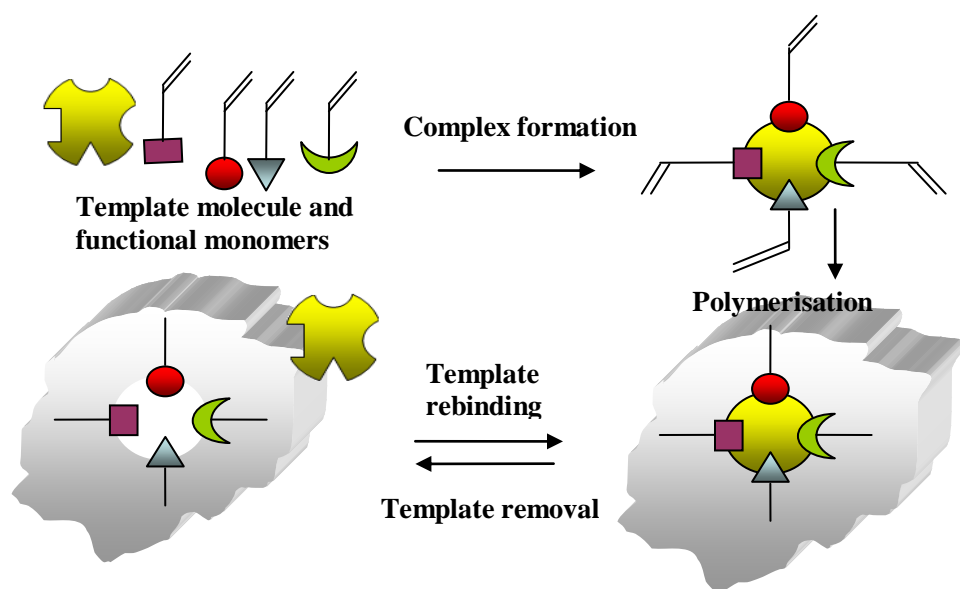 Complex formation
Template molecule and
functional monomers
Polymerisation
Template
rebinding
Template removal